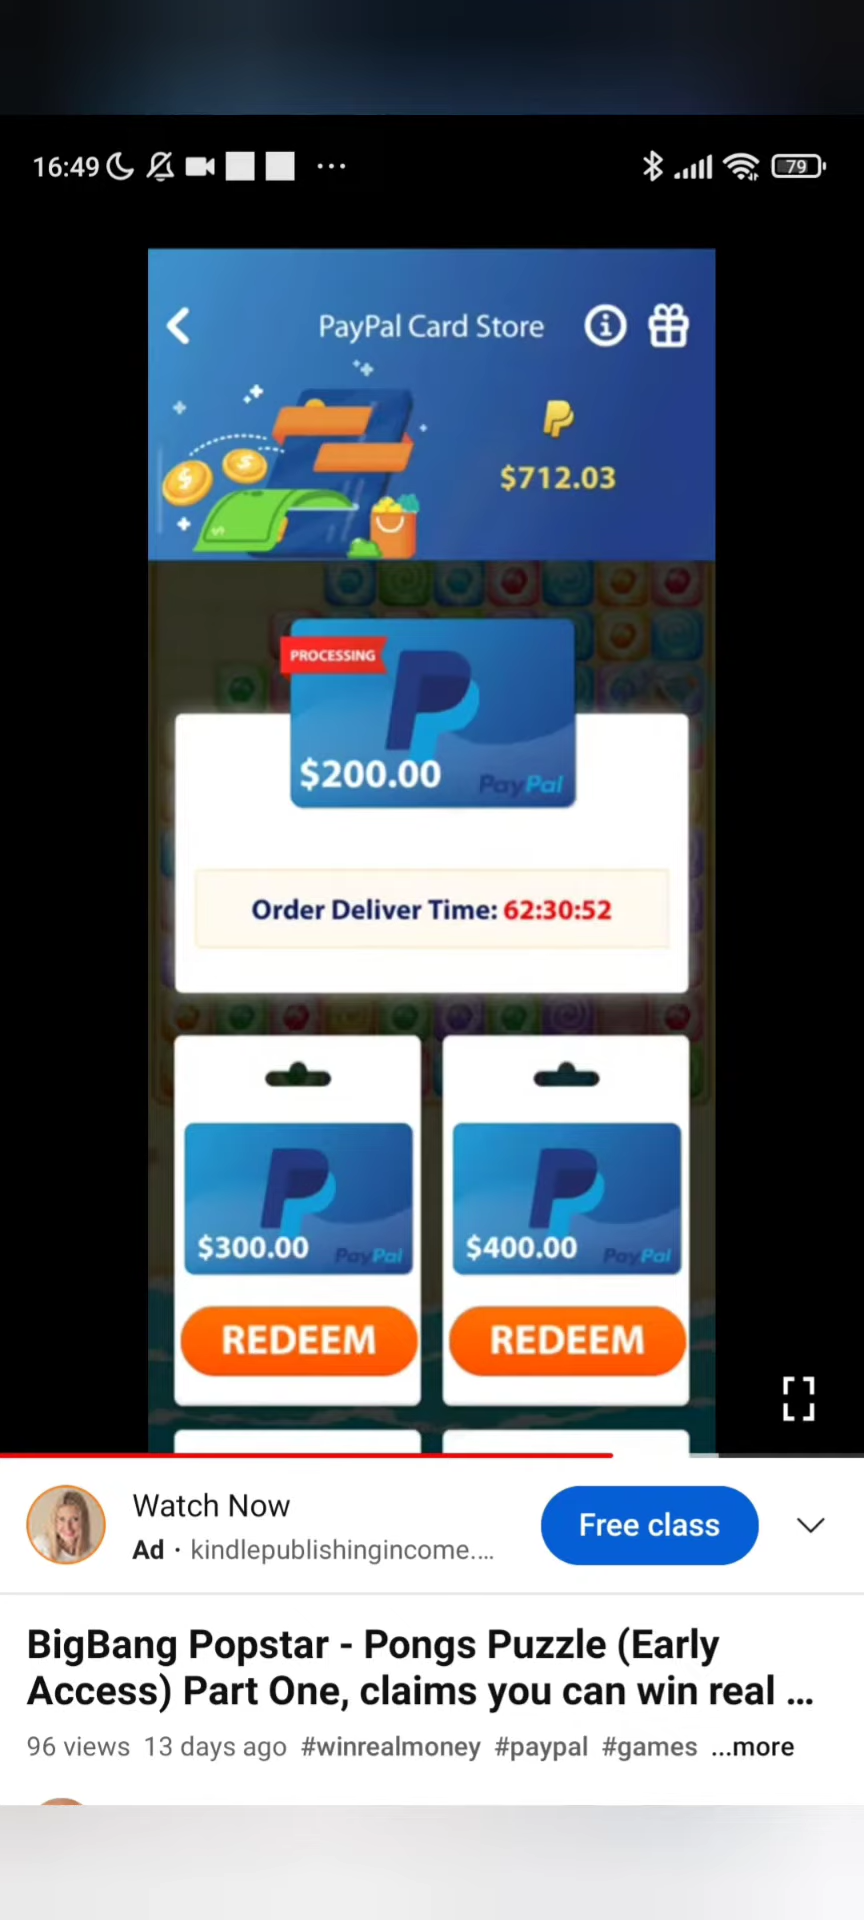 16:49
79
PayPal Card Store
$712.03
PROCESSING
$200.00
PayPal
Order Deliver Time: 62:30:52
$300.00 PayPal
$400.00 PayPal
REDEEM
REDEEM
Watch Now
Ad · kindlepublishingincome....
Free class
BigBang Popstar - Pongs Puzzle (Early
Access) Part One, claims you can win real ...
96 views 13 days ago #winrealmoney #paypal #games ...more